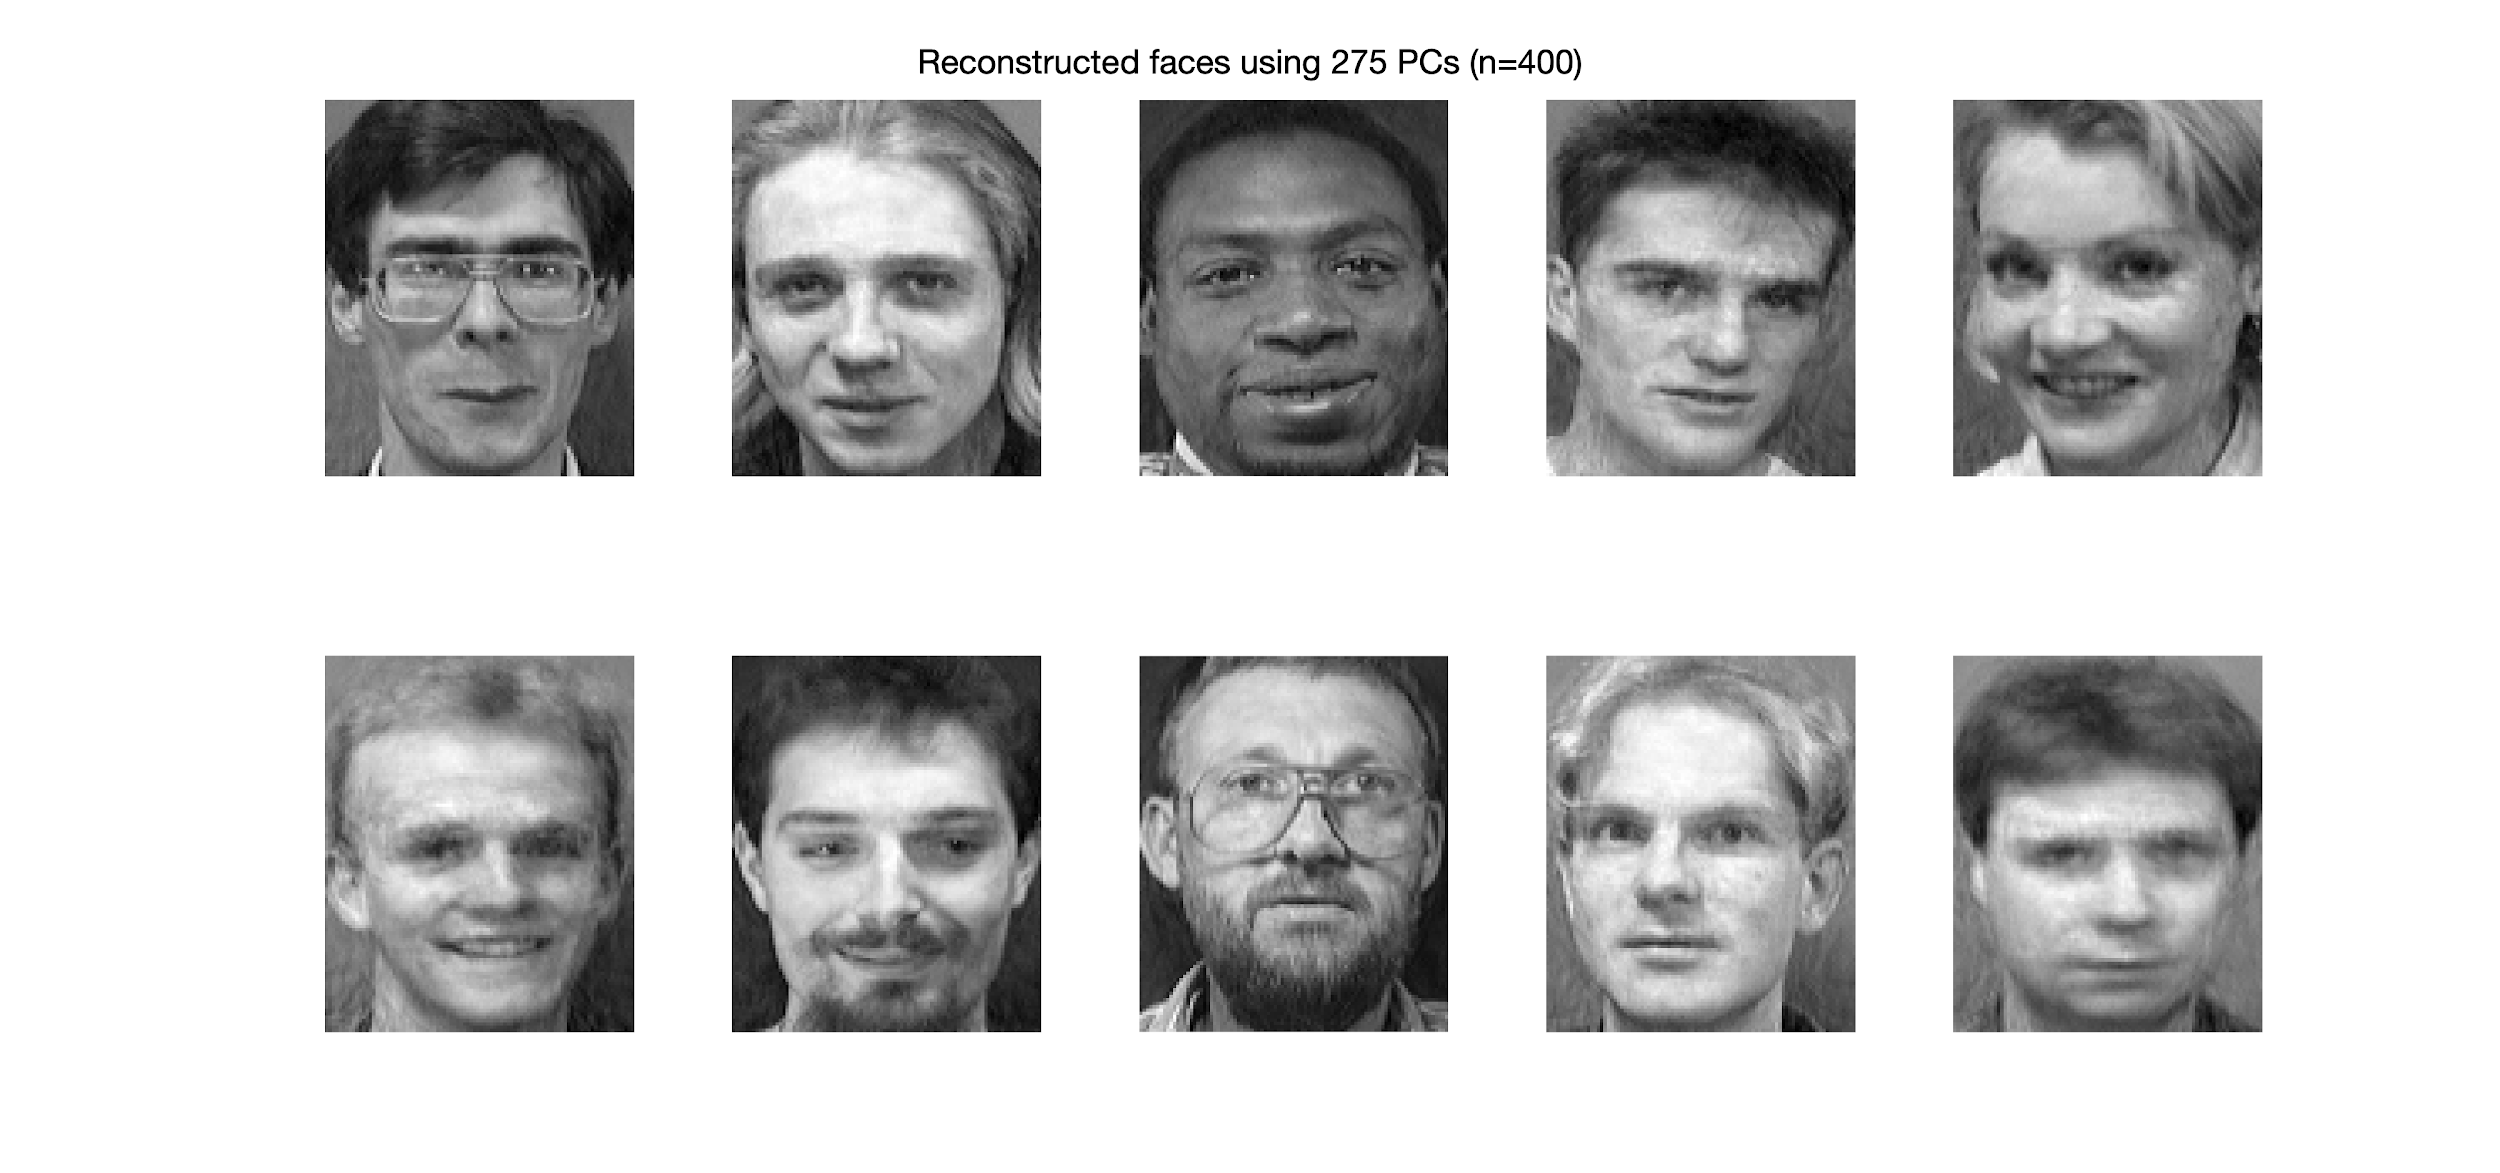 Reconstructed faces using 275 PCs (n=400)